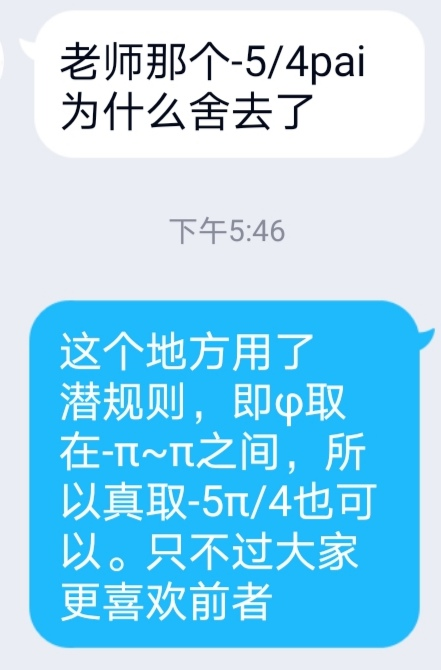 老师那个-5/4pai
为什么舍去了
下午5:46
这个地方用了
潜规则，即φ取
在-π~π之间，所
以真取-5π/4也可
以。只不过大家
更喜欢前者